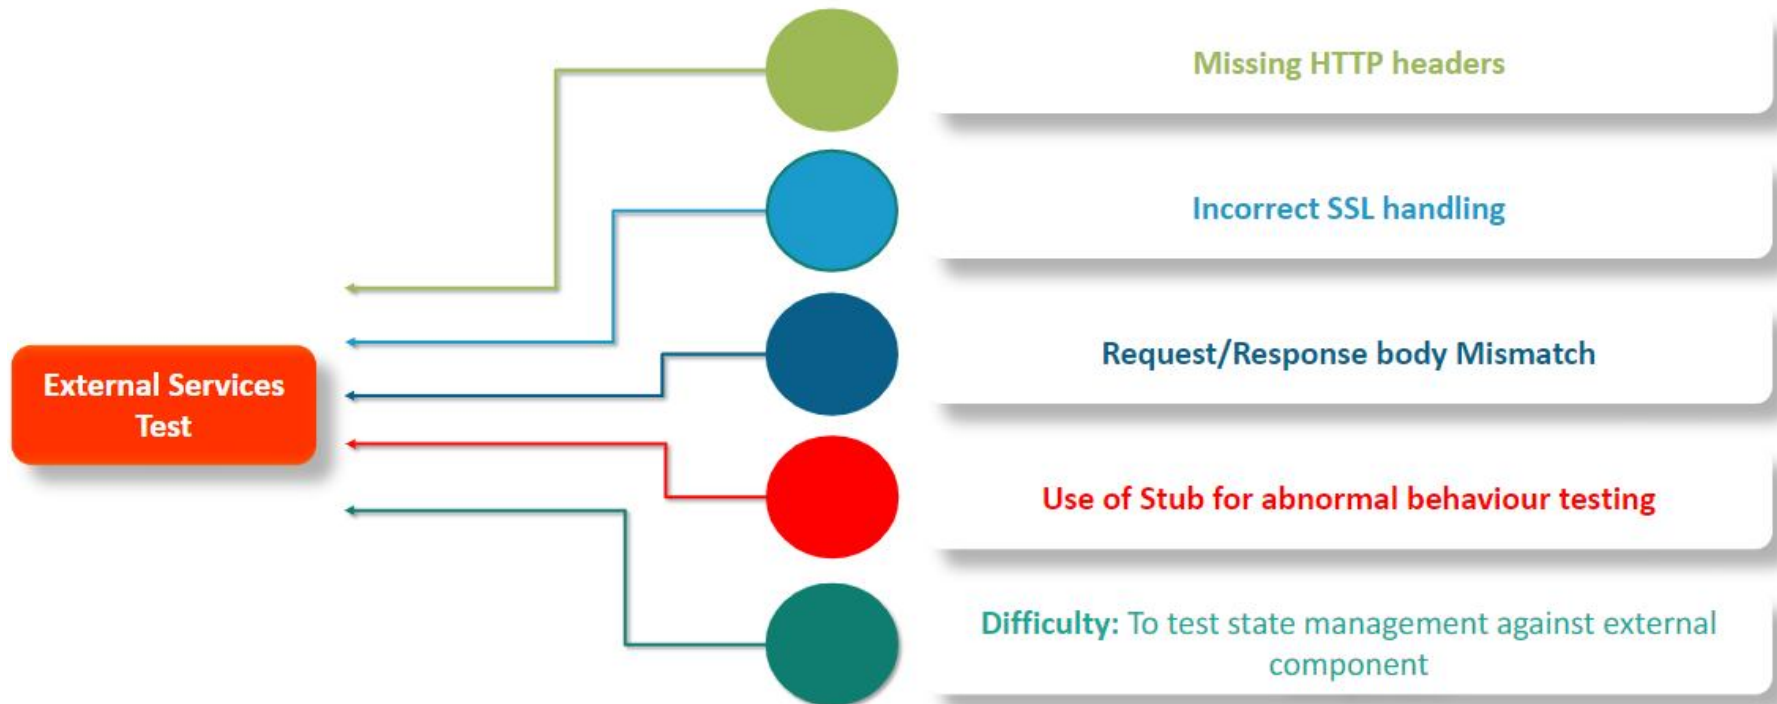 Missing HTTP headers
Incorrect SSL handling
Request/Response body Mismatch
External Services
Test
Use of Stub for abnormal behaviour testing
Difficulty: To test state management against external
component